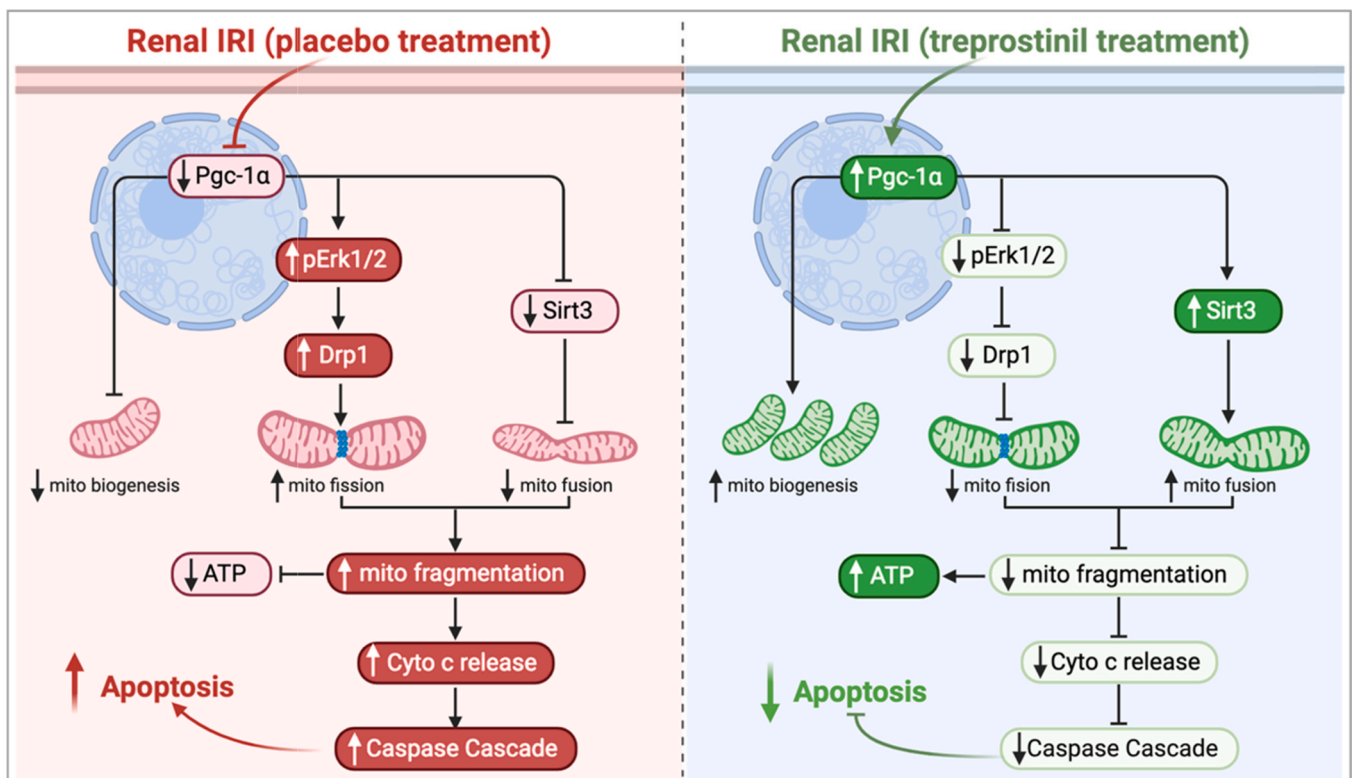 Renal IRI (placebo treatment)
↓ Pgc-1α
↑ pErk1/2
↓ Sirt3
↑ Drp1
↓ mito biogenesis
↑ mito fission
↓ mito fusion
↓ ATP
↑ mito fragmentation
↑ Cyto c release
↑ Apoptosis
↑ Caspase Cascade
Renal IRI (treprostinil treatment)
↑ Pgc-1α
↓ pErk1/2
↑ Sirt3
↓ Drp1
↑ mito biogenesis
↓ mito fision
↑ mito fusion
↑ ATP
↓ mito fragmentation
↓ Cyto c release
↓ Apoptosis
↓ Caspase Cascade